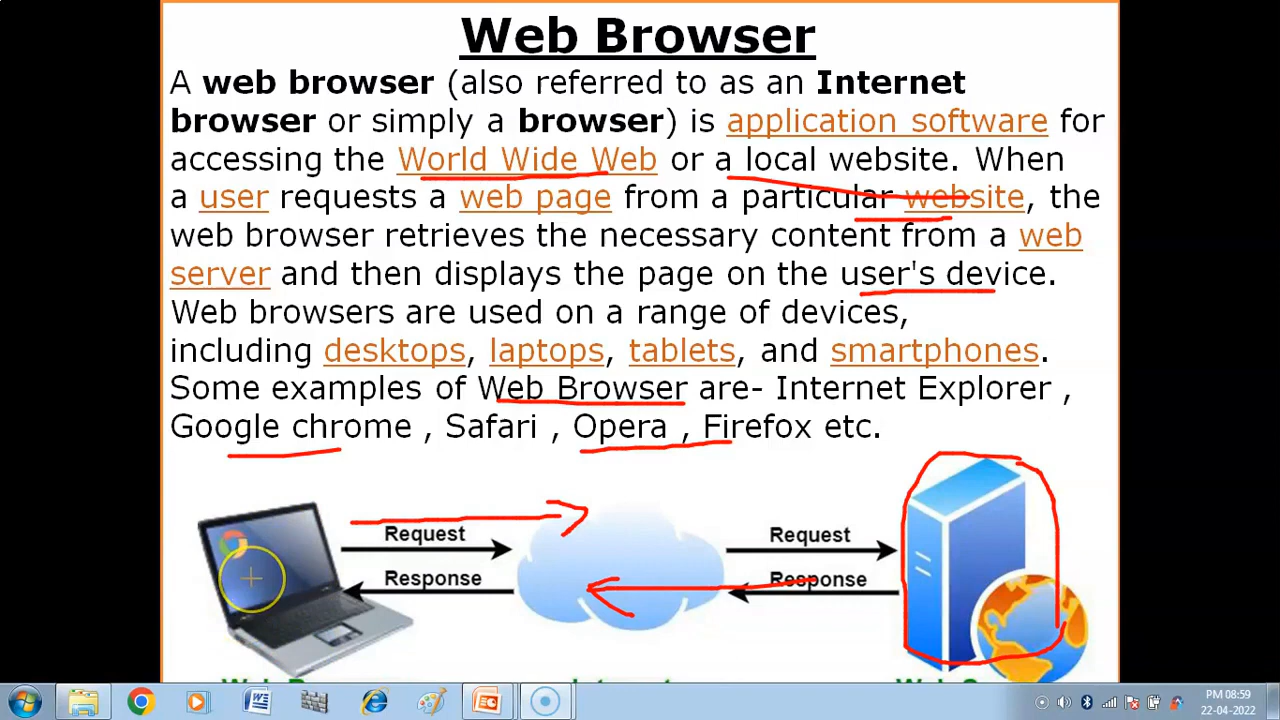 Web Browser
A web browser (also referred to as an Internet
browser or simply a browser) is application software for
accessing the World Wide Web or a local website. When
a user requests a web page from a particular website, the
web browser retrieves the necessary content from a web
server and then displays the page on the user's device.
Web browsers are used on a range of devices,
including desktops, laptops, tablets, and smartphones.
Some examples of Web Browser are- Internet Explorer ,
Google chrome , Safari , Opera , Firefox etc.
Request
Request
Response
Response
PM 08:59
22-04-2022